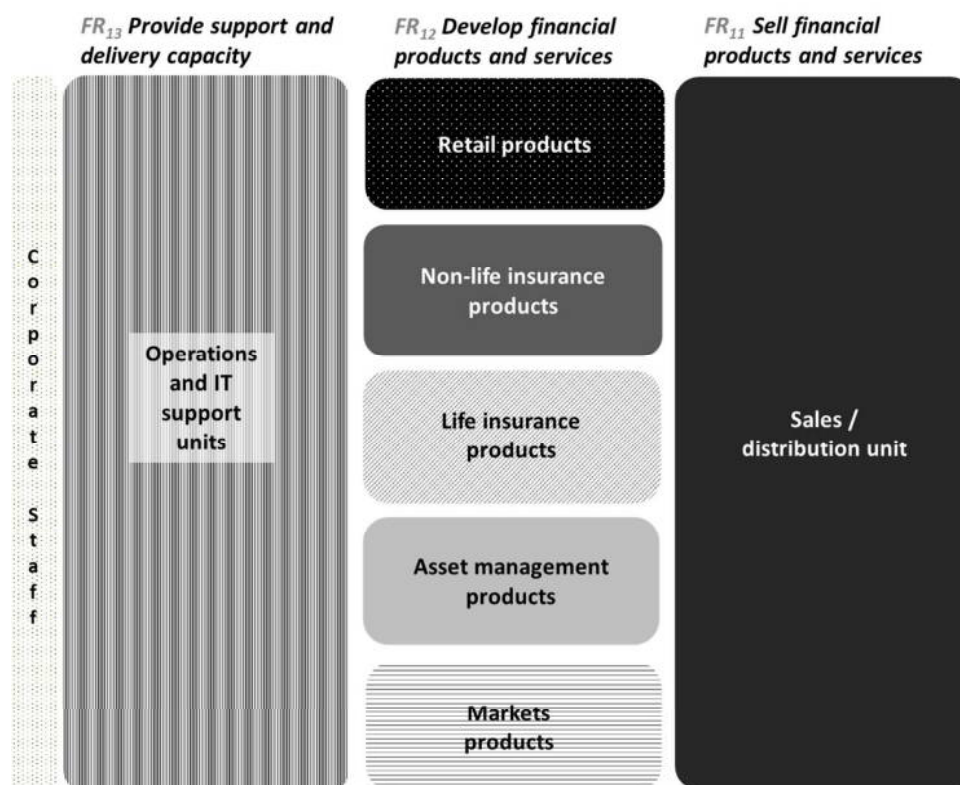 FR13 Provide support and
delivery capacity
FR12 Develop financial
products and services
FR11 Sell financial
products and services
Corporate Staff
Operations
and IT
support
units
Retail products
Non-life insurance
products
Life insurance
products
Asset management
products
Markets
products
Sales /
distribution unit